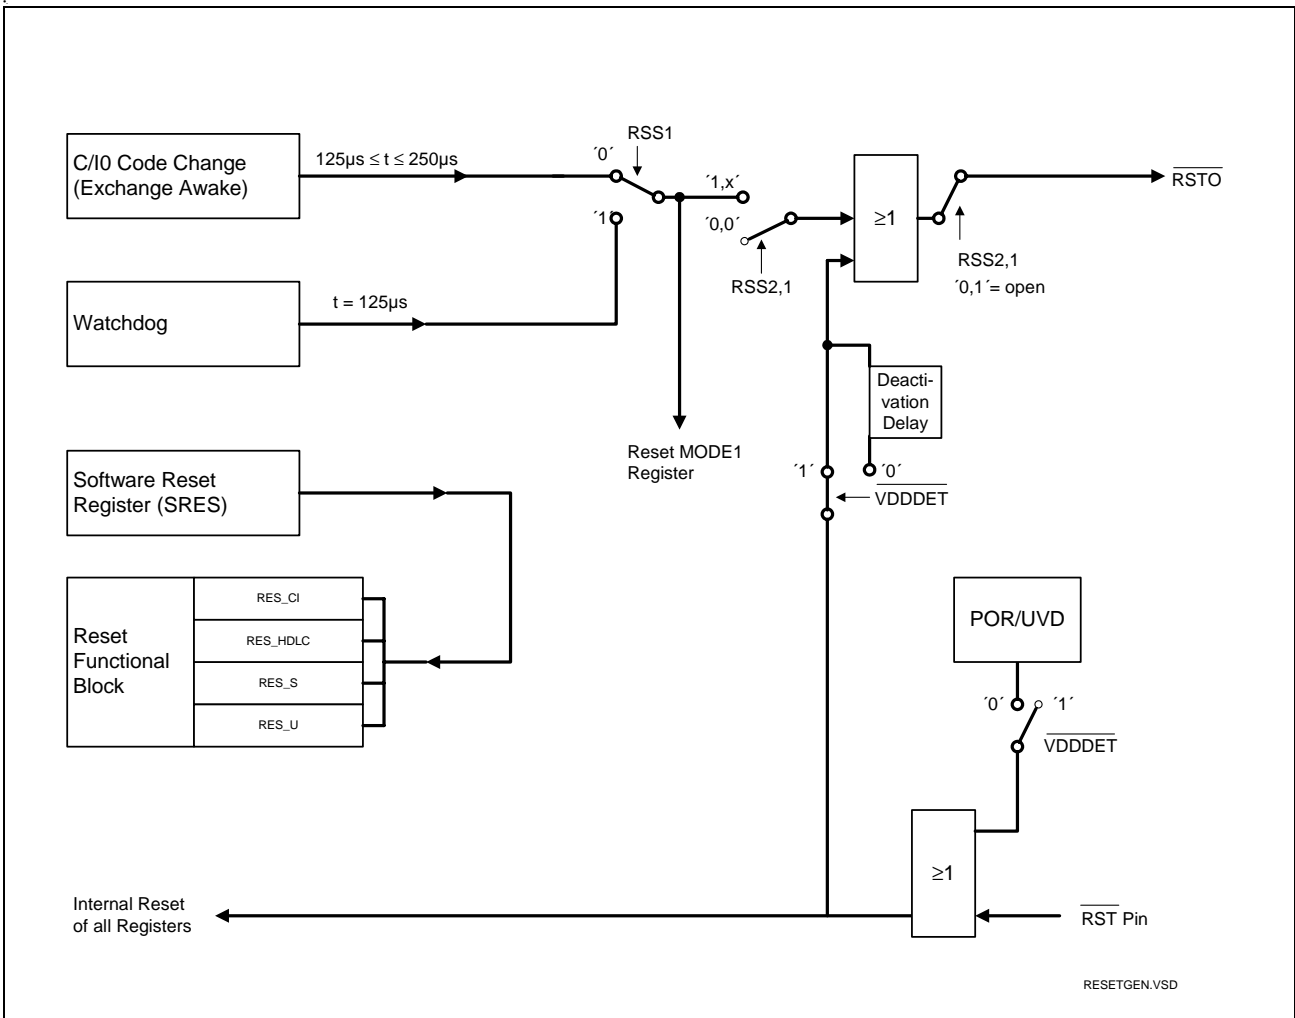 C/I0 Code Change
(Exchange Awake)
125µs ≤ t ≤ 250µs
´0´
RSS1
´1´
´1,x´
´0,0´
RSS2,1
≥1
RSTO
RSS2,1
´0,1´= open
Watchdog
t = 125µs
Deacti-
vation
Delay
Reset MODE1
Register
´1´
´0´
VDDDET
Software Reset
Register (SRES)
Reset
Functional
Block
RES_CI
RES_HDLC
RES_S
RES_U
POR/UVD
´0´
´1´
VDDDET
≥1
Internal Reset
of all Registers
RST Pin
RESETGEN.VSD